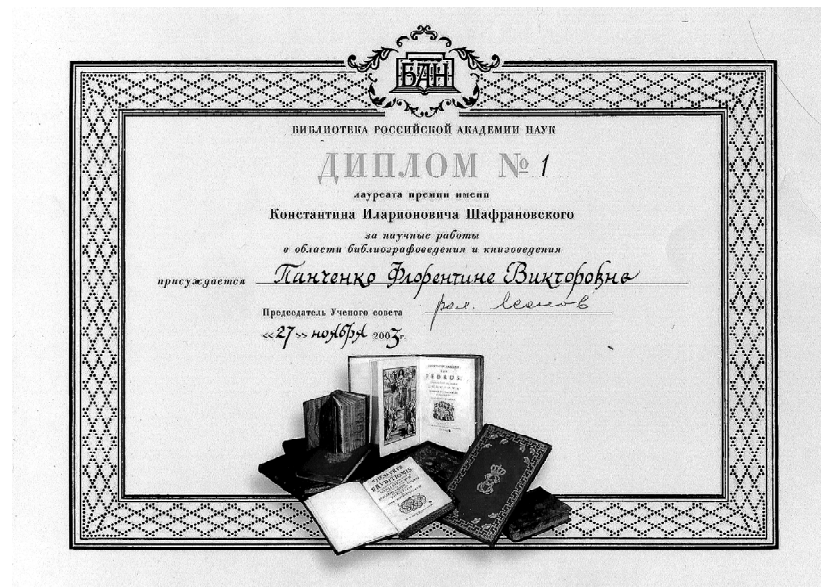 БАН
БИБЛИОТЕКА РОССИЙСКОЙ АКАДЕМИИ НАУК
ДИПЛОМ № 1
лауреата премии имени
Константина Иларионовича Шафрановского
за научные работы
в области библиографоведения и книговедения
присуждается Панченко Флорентине Викторовне
Председатель Ученого совета
«27» ноября 2003 г.